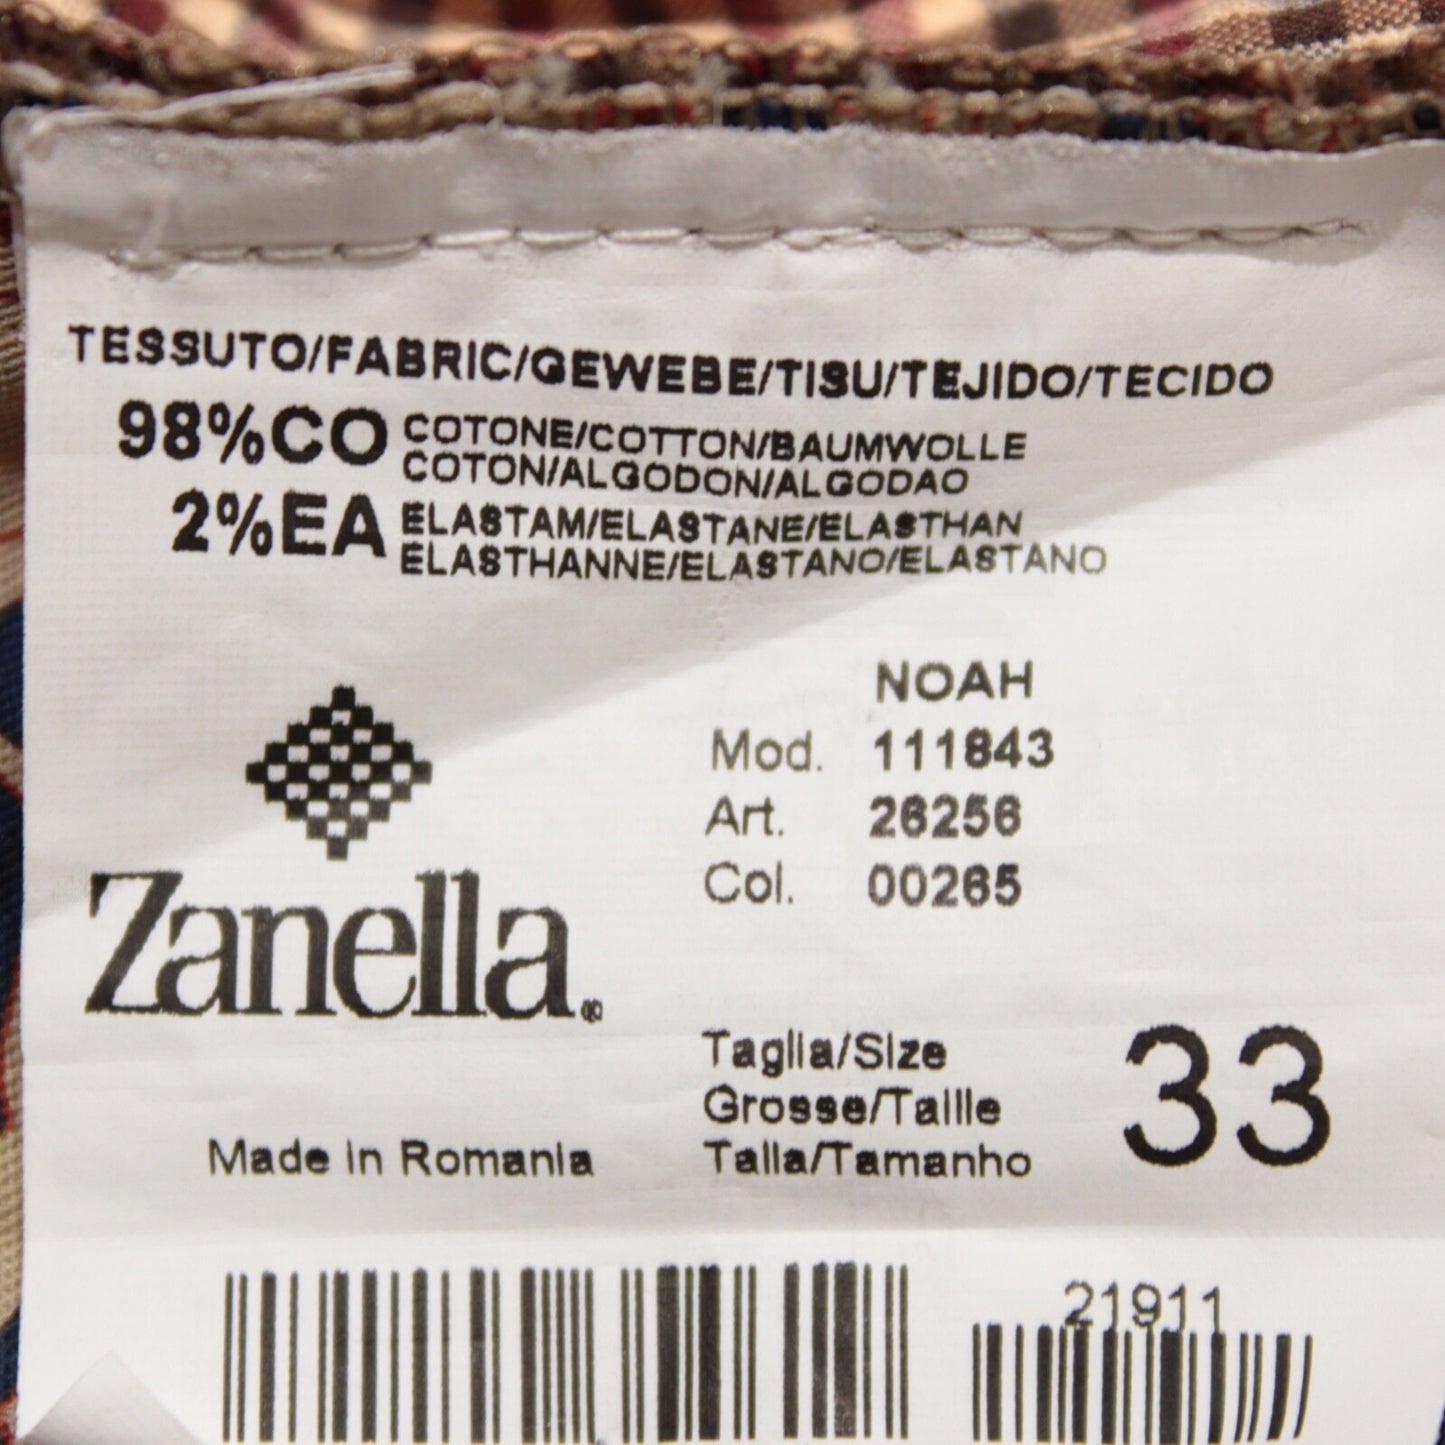 TESSUTO/FABRIC/GEWEBE/TISU/TEJIDO/TECIDO
98%CO COTONE/COTTON/BAUMWOLLE
COTON/ALGODON/ALGODAO
2%EA ELASTAM/ELASTANE/ELASTHAN
ELASTHANNE/ELASTANO/ELASTANO
NOAH
Mod. 111843
Art. 26256
Col. 00265
Zanella®
Taglia/Size
Grosse/Taille
Talla/Tamanho
33
Made in Romania
21911